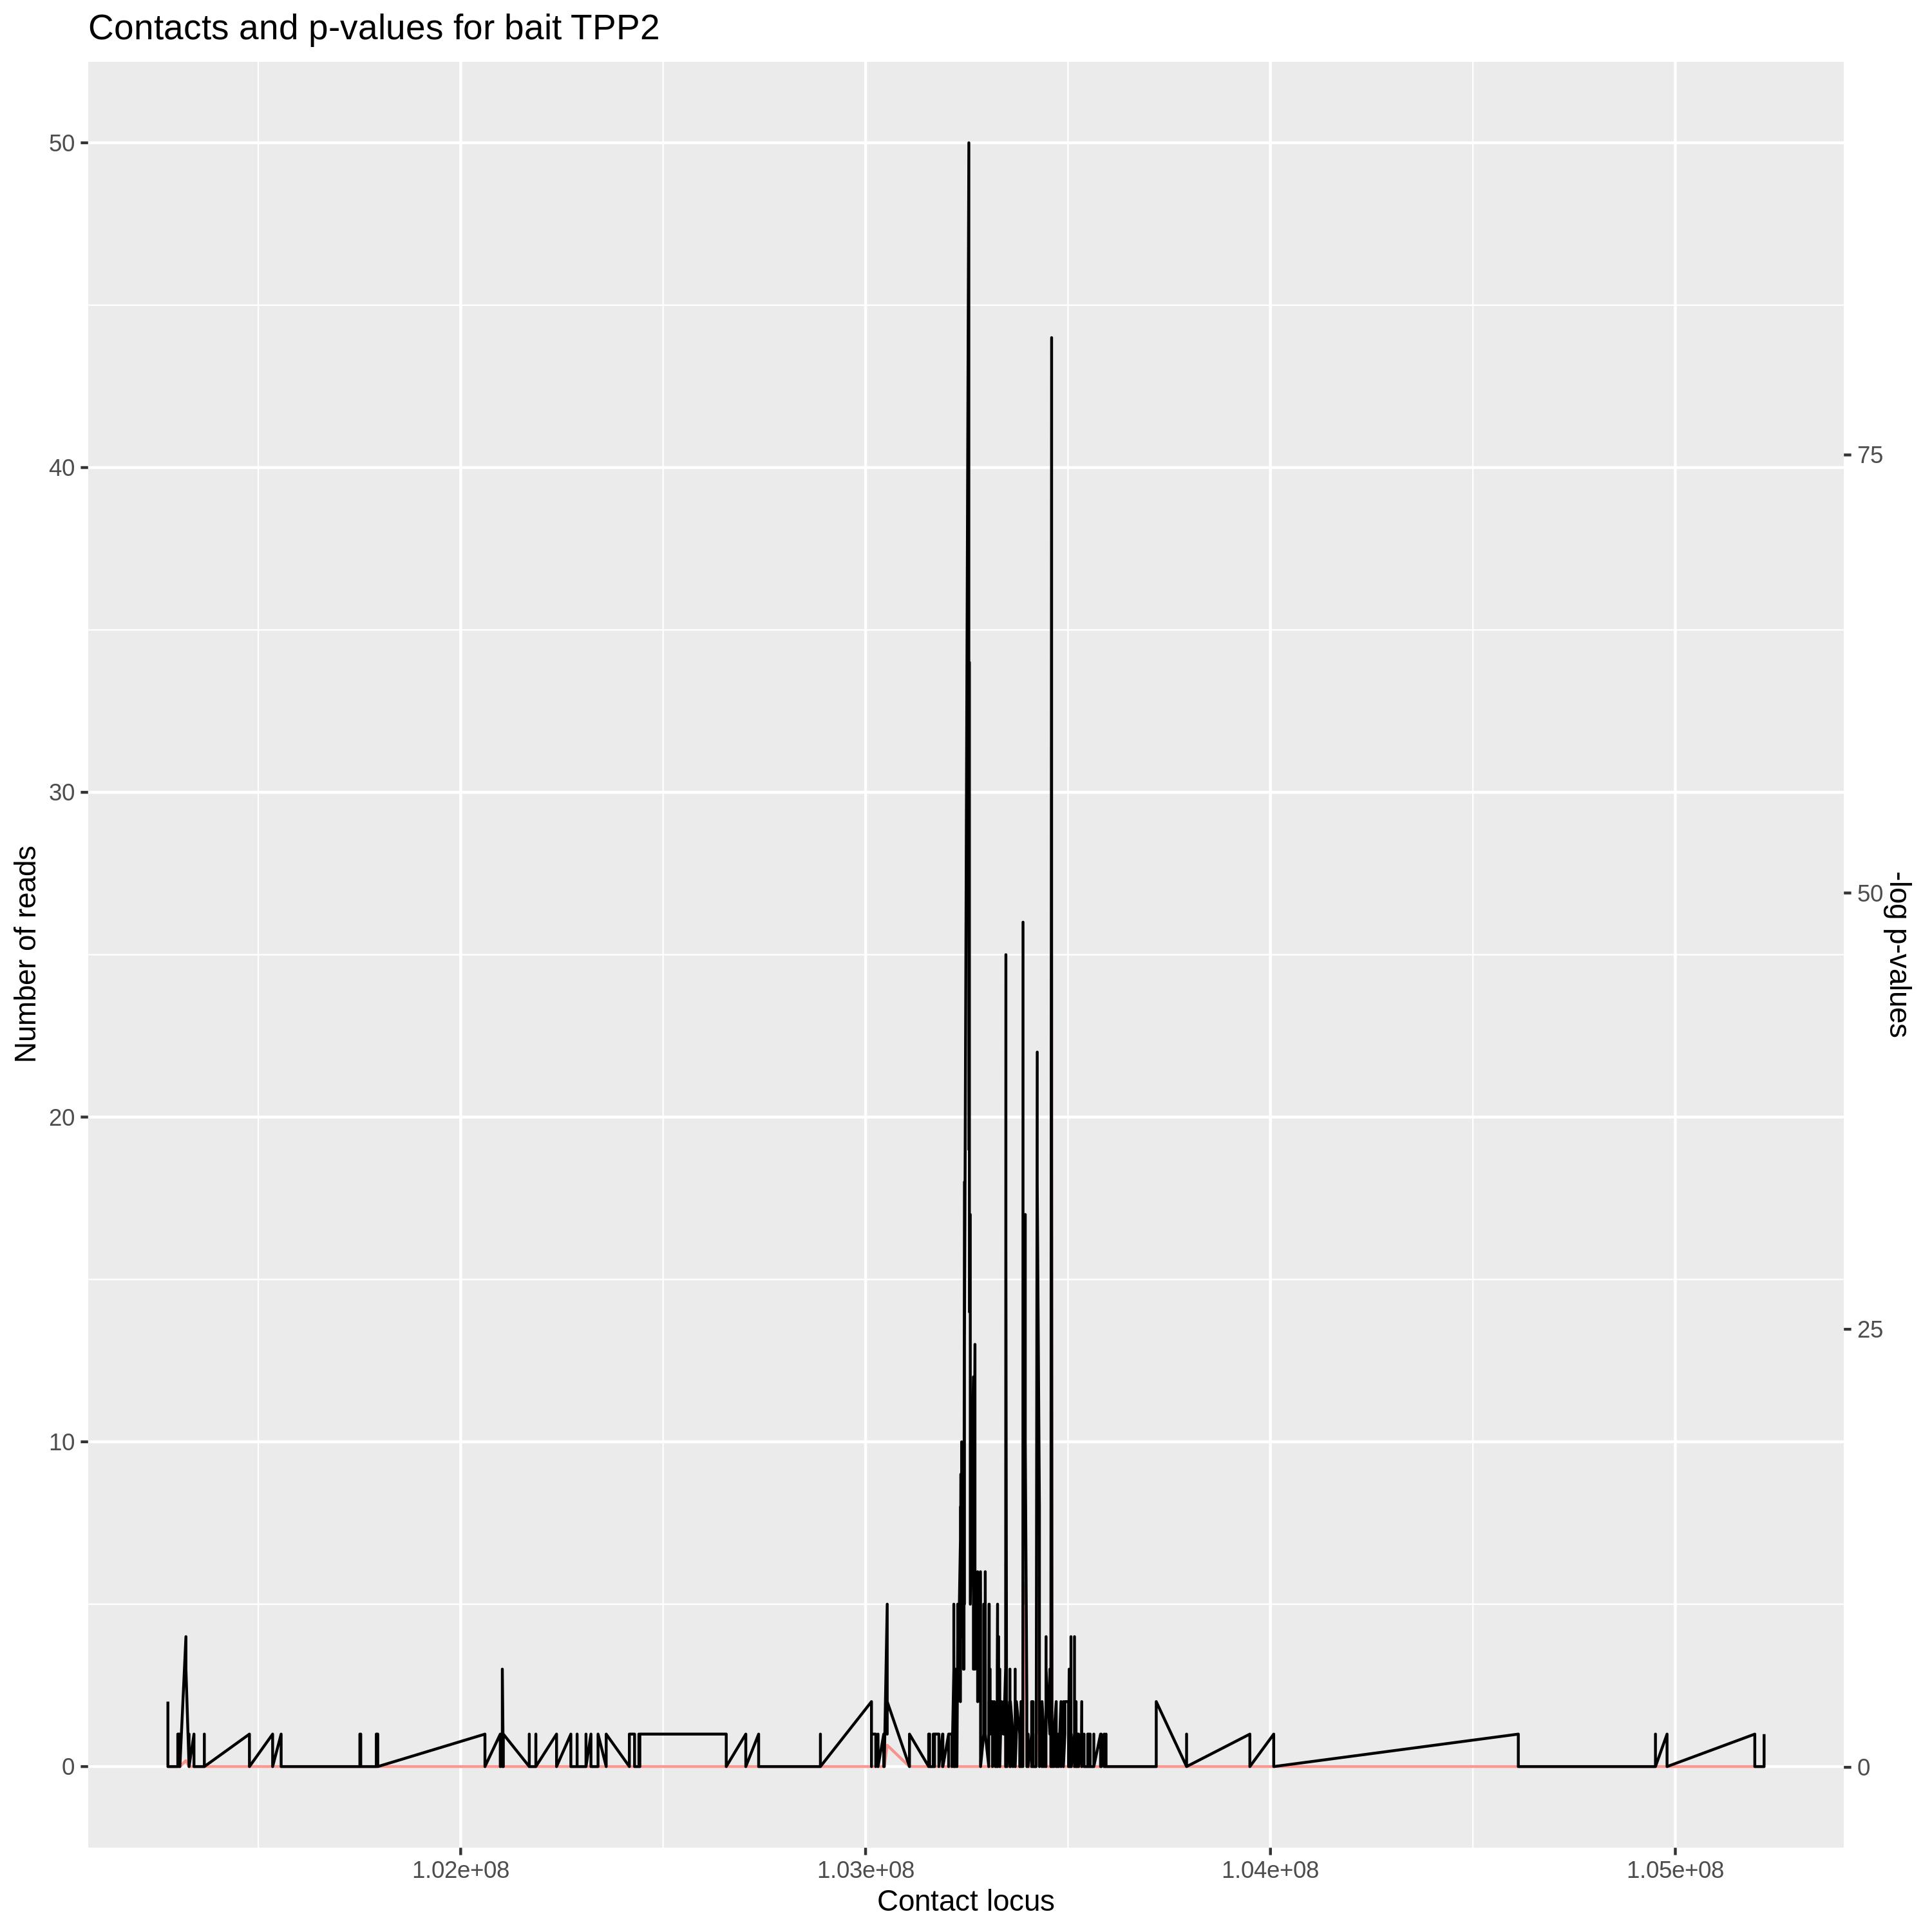 Contacts and p-values for bait TPP2
50
40
30
20
10
0
Number of reads
75
50
25
0
-log p-values
1.02e+08
1.03e+08
1.04e+08
1.05e+08
Contact locus